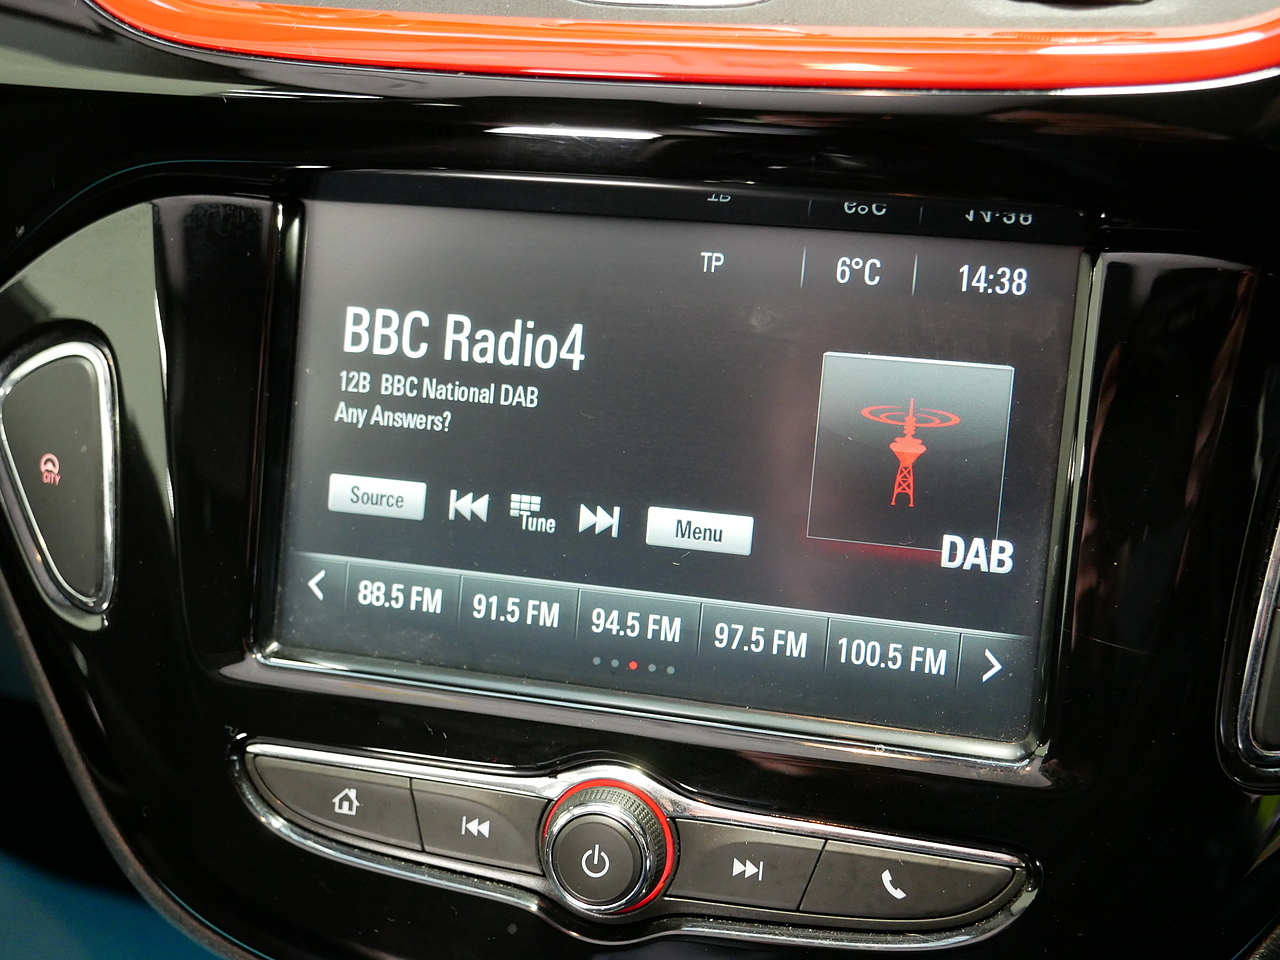 TP 6°C 14:38
BBC Radio4
12B BBC National DAB
Any Answers?
Source Tune Menu
DAB
88.5 FM 91.5 FM 94.5 FM 97.5 FM 100.5 FM
CITY